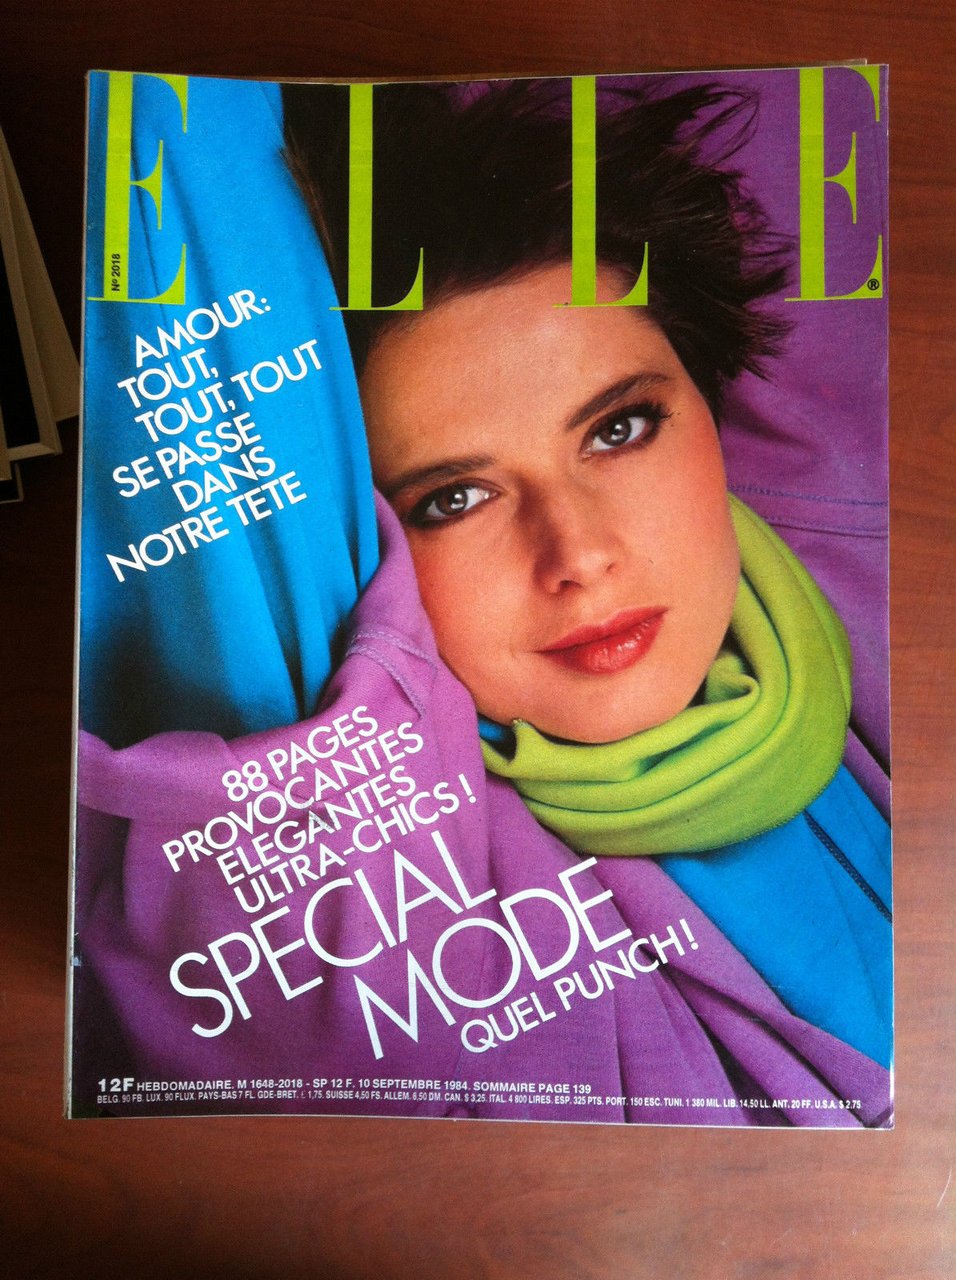 ELLE
®
Nº 2018
AMOUR:
TOUT,
TOUT, TOUT
SE PASSE
DANS
NOTRE TETE
88 PAGES
PROVOCANTES
ELEGANTES
ULTRA-CHICS !
SPECIAL
MODE
QUEL PUNCH !
12F HEBDOMADAIRE. M 1648-2018 - SP 12 F. 10 SEPTEMBRE 1984. SOMMAIRE PAGE 139
BELG. 90 FB. LUX. 90 FLUX. PAYS-BAS 7 FL. GDE-BRET. £ 1,75. SUISSE 4,50 FS. ALLEM. 6,50 DM. CAN. $ 3,25. ITAL. 4 800 LIRES. ESP. 325 PTS. PORT. 150 ESC. TUNI. 1 380 MIL. LIB. 14,50 LL. ANT. 20 FF. U.S.A. $ 2.75